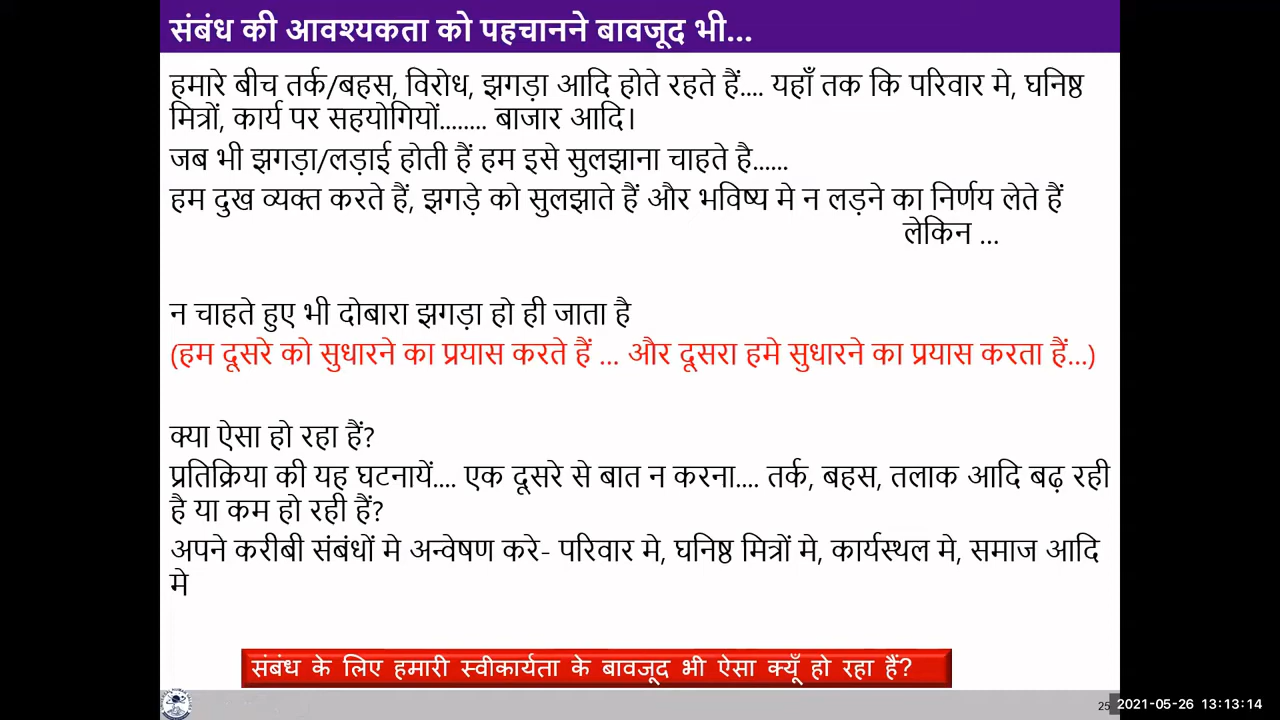 संबंध की आवश्यकता को पहचानने बावजूद भी...
हमारे बीच तर्क/बहस, विरोध, झगड़ा आदि होते रहते हैं.... यहाँ तक कि परिवार मे, घनिष्ठ
मित्रों, कार्य पर सहयोगियों........ बाजार आदि।
जब भी झगड़ा/लड़ाई होती हैं हम इसे सुलझाना चाहते है......
हम दुख व्यक्त करते हैं, झगड़े को सुलझाते हैं और भविष्य मे न लड़ने का निर्णय लेते हैं
लेकिन ...
न चाहते हुए भी दोबारा झगड़ा हो ही जाता है
(हम दूसरे को सुधारने का प्रयास करते हैं ... और दूसरा हमे सुधारने का प्रयास करता हैं...)
क्या ऐसा हो रहा हैं?
प्रतिक्रिया की यह घटनायें.... एक दूसरे से बात न करना.... तर्क, बहस, तलाक आदि बढ़ रही
है या कम हो रही हैं?
अपने करीबी संबंधों मे अन्वेषण करे- परिवार मे, घनिष्ठ मित्रों मे, कार्यस्थल मे, समाज आदि
मे
संबंध के लिए हमारी स्वीकार्यता के बावजूद भी ऐसा क्यूँ हो रहा हैं?
25 2021-05-26 13:13:14